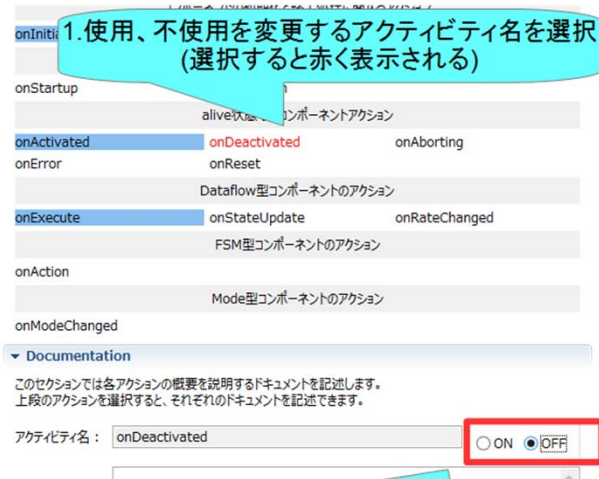 onIniti
1.使用、不使用を変更するアクティビティ名を選択
(選択すると赤く表示される)
onStartup
alive状態 コンポーネントアクション
onActivated onDeactivated onAborting
onError onReset
Dataflow型コンポーネントのアクション
onExecute onStateUpdate onRateChanged
FSM型コンポーネントのアクション
onAction
Mode型コンポーネントのアクション
onModeChanged
Documentation
このセクションでは各アクションの概要を説明するドキュメントを記述します。
上段のアクションを選択すると、それぞれのドキュメントを記述できます。
アクティビティ名： onDeactivated ON OFF